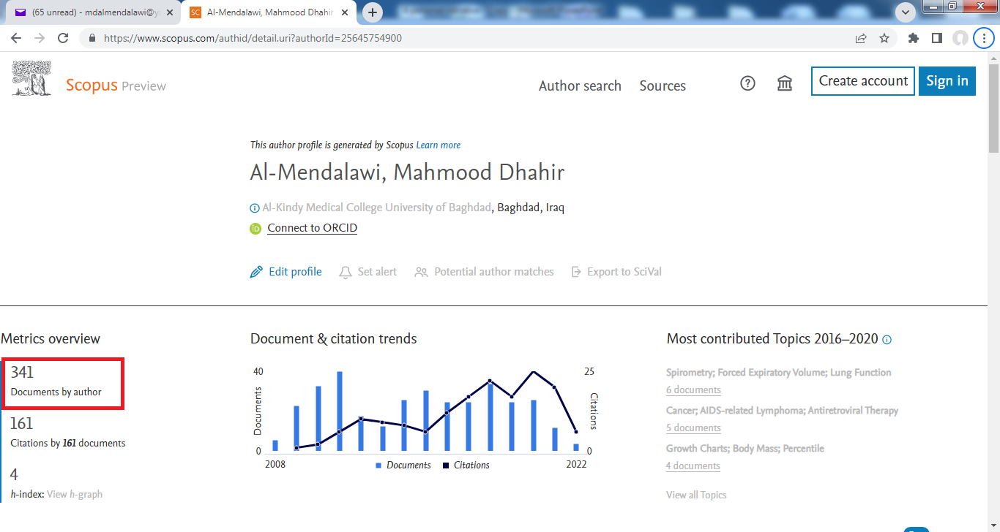 (65 unread) - mdalmendalawi@y
Al-Mendalawi, Mahmood Dhahir
https://www.scopus.com/authid/detail.uri?authorId=25645754900
Scopus Preview
Author search
Sources
Create account
Sign in
This author profile is generated by Scopus Learn more
Al-Mendalawi, Mahmood Dhahir
Al-Kindy Medical College University of Baghdad, Baghdad, Iraq
iD Connect to ORCID
Edit profile
Set alert
Potential author matches
Export to SciVal
Metrics overview
341
Documents by author
161
Citations by 161 documents
4
h-index: View h-graph
Document & citation trends
40
25
Documents
Citations
0
0
2008
2022
Documents
Citations
Most contributed Topics 2016–2020
Spirometry; Forced Expiratory Volume; Lung Function
6 documents
Cancer; AIDS-related Lymphoma; Antiretroviral Therapy
5 documents
Growth Charts; Body Mass; Percentile
4 documents
View all Topics